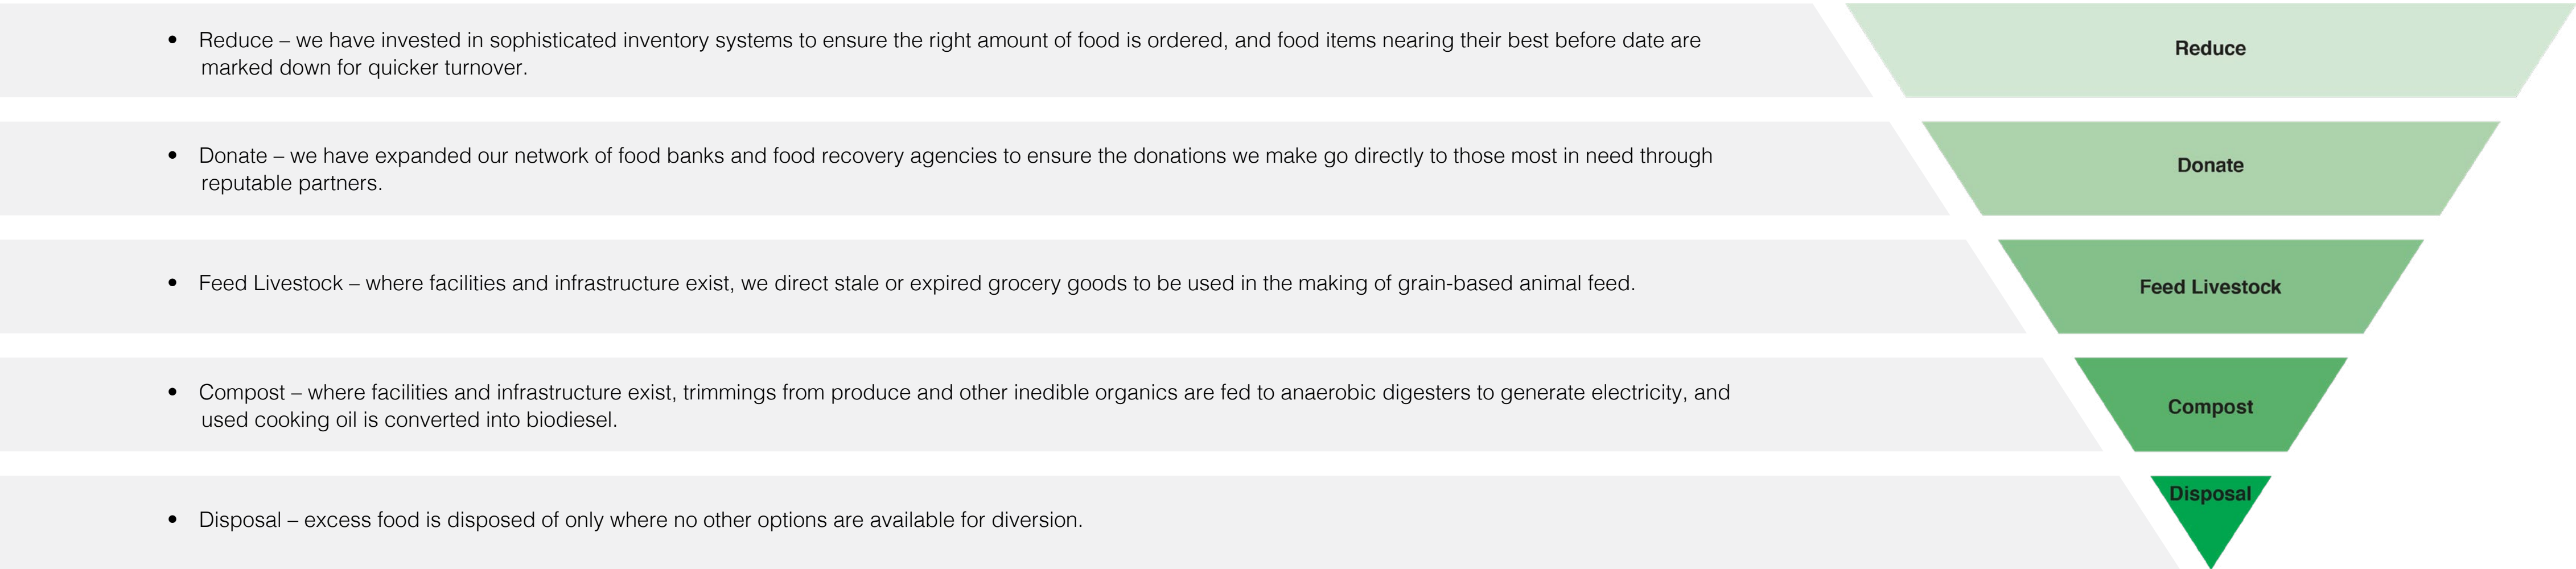 • Reduce – we have invested in sophisticated inventory systems to ensure the right amount of food is ordered, and food items nearing their best before date are
marked down for quicker turnover.
Reduce
• Donate – we have expanded our network of food banks and food recovery agencies to ensure the donations we make go directly to those most in need through
reputable partners.
Donate
• Feed Livestock – where facilities and infrastructure exist, we direct stale or expired grocery goods to be used in the making of grain-based animal feed.
Feed Livestock
• Compost – where facilities and infrastructure exist, trimmings from produce and other inedible organics are fed to anaerobic digesters to generate electricity, and
used cooking oil is converted into biodiesel.
Compost
• Disposal – excess food is disposed of only where no other options are available for diversion.
Disposal